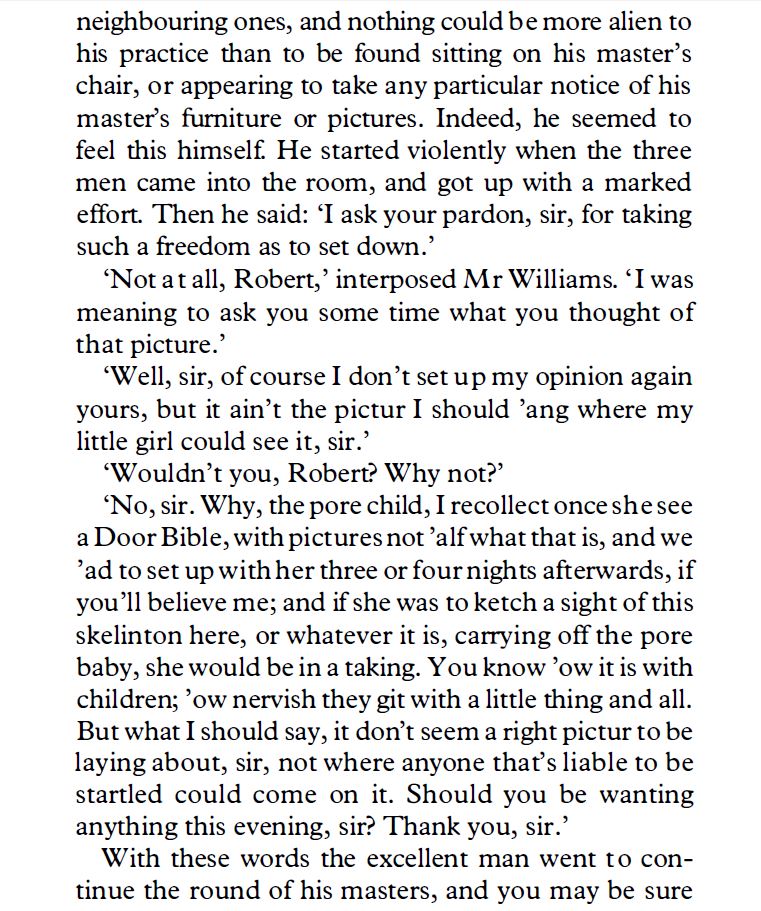 neighbouring ones, and nothing could be more alien to
his practice than to be found sitting on his master’s
chair, or appearing to take any particular notice of his
master’s furniture or pictures. Indeed, he seemed to
feel this himself. He started violently when the three
men came into the room, and got up with a marked
effort. Then he said: ‘I ask your pardon, sir, for taking
such a freedom as to set down.’
‘Not at all, Robert,’ interposed Mr Williams. ‘I was
meaning to ask you some time what you thought of
that picture.’
‘Well, sir, of course I don’t set up my opinion again
yours, but it ain’t the pictur I should ’ang where my
little girl could see it, sir.’
‘Wouldn’t you, Robert? Why not?’
‘No, sir. Why, the pore child, I recollect once she see
a Door Bible, with pictures not ’alf what that is, and we
’ad to set up with her three or four nights afterwards, if
you’ll believe me; and if she was to ketch a sight of this
skelinton here, or whatever it is, carrying off the pore
baby, she would be in a taking. You know ’ow it is with
children; ’ow nervish they git with a little thing and all.
But what I should say, it don’t seem a right pictur to be
laying about, sir, not where anyone that’s liable to be
startled could come on it. Should you be wanting
anything this evening, sir? Thank you, sir.’
With these words the excellent man went to con-
tinue the round of his masters, and you may be sure